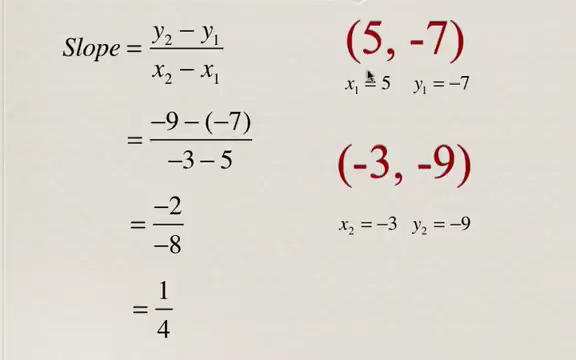 Slope = (y₂ − y₁)/(x₂ − x₁)
= (−9 − (−7))/(−3 − 5)
= −2/−8
= 1/4
(5, -7)
x₁ = 5 y₁ = −7
(-3, -9)
x₂ = −3 y₂ = −9